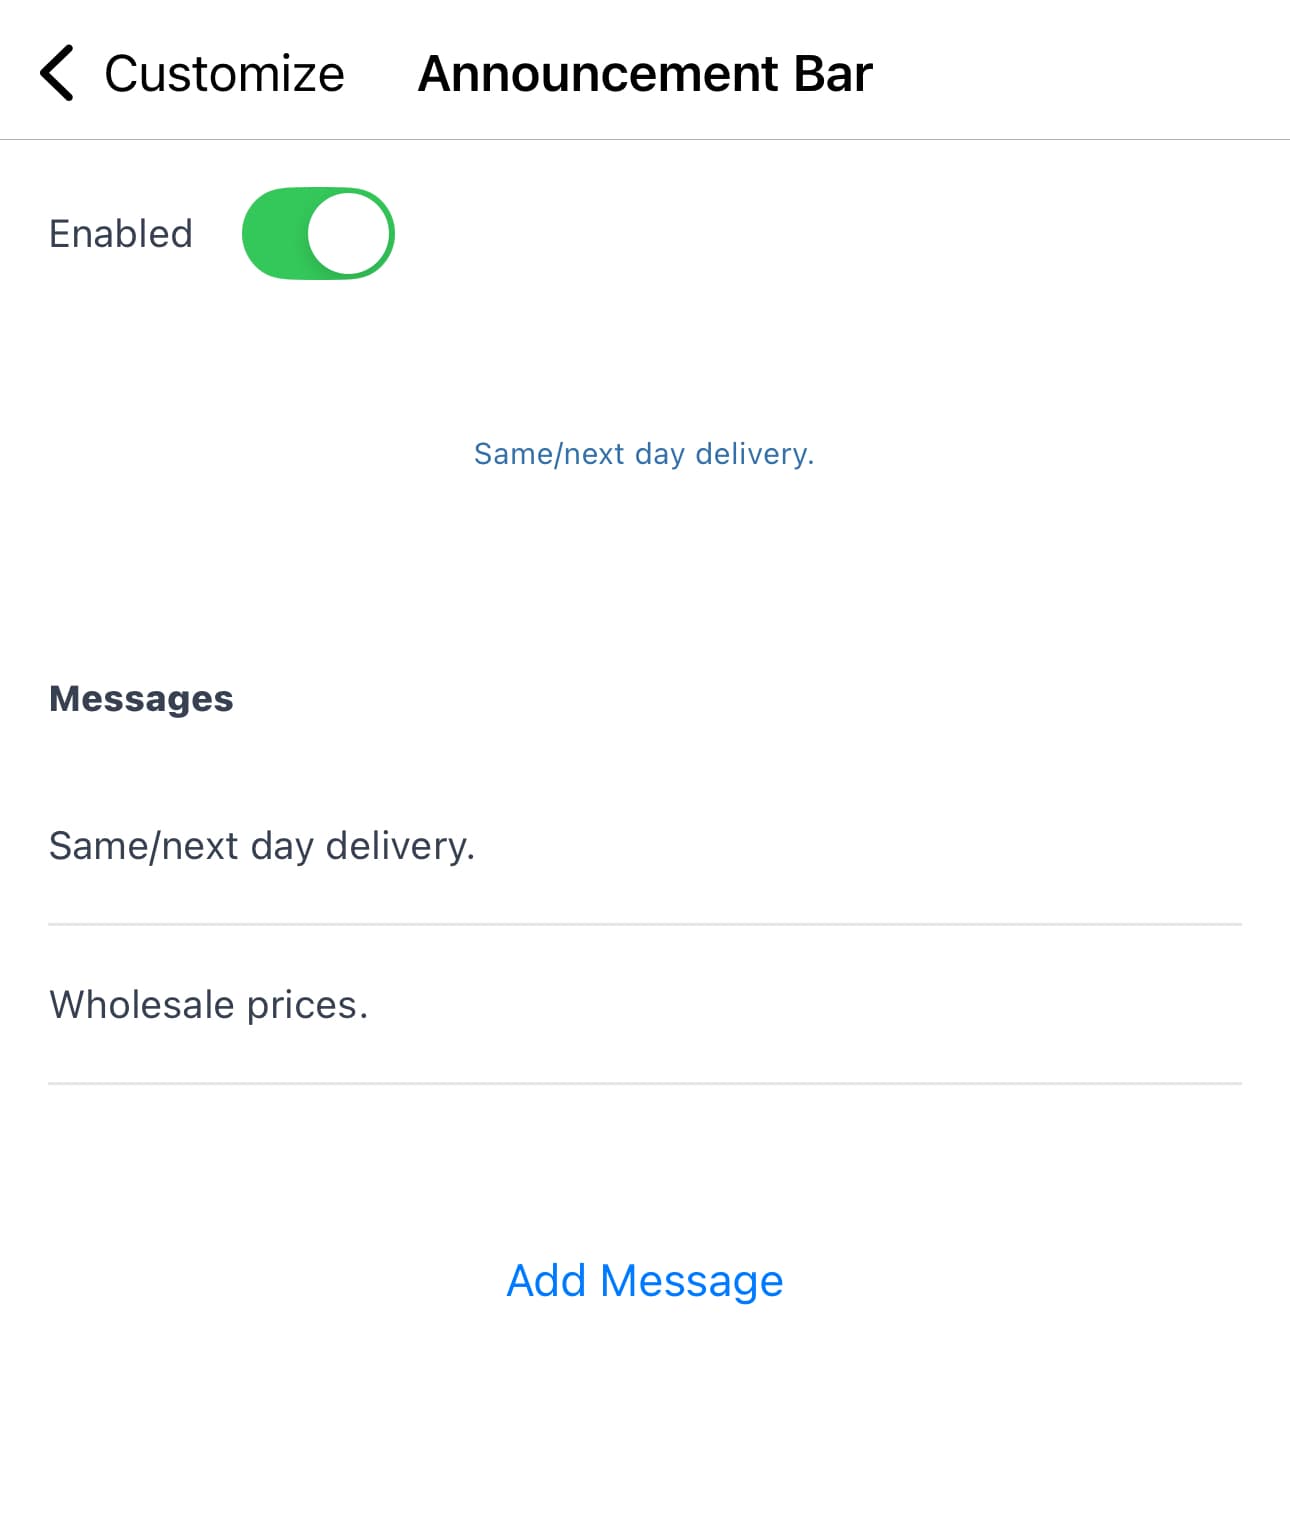 Customize Announcement Bar
Enabled
Same/next day delivery.
Messages
Same/next day delivery.
Wholesale prices.
Add Message